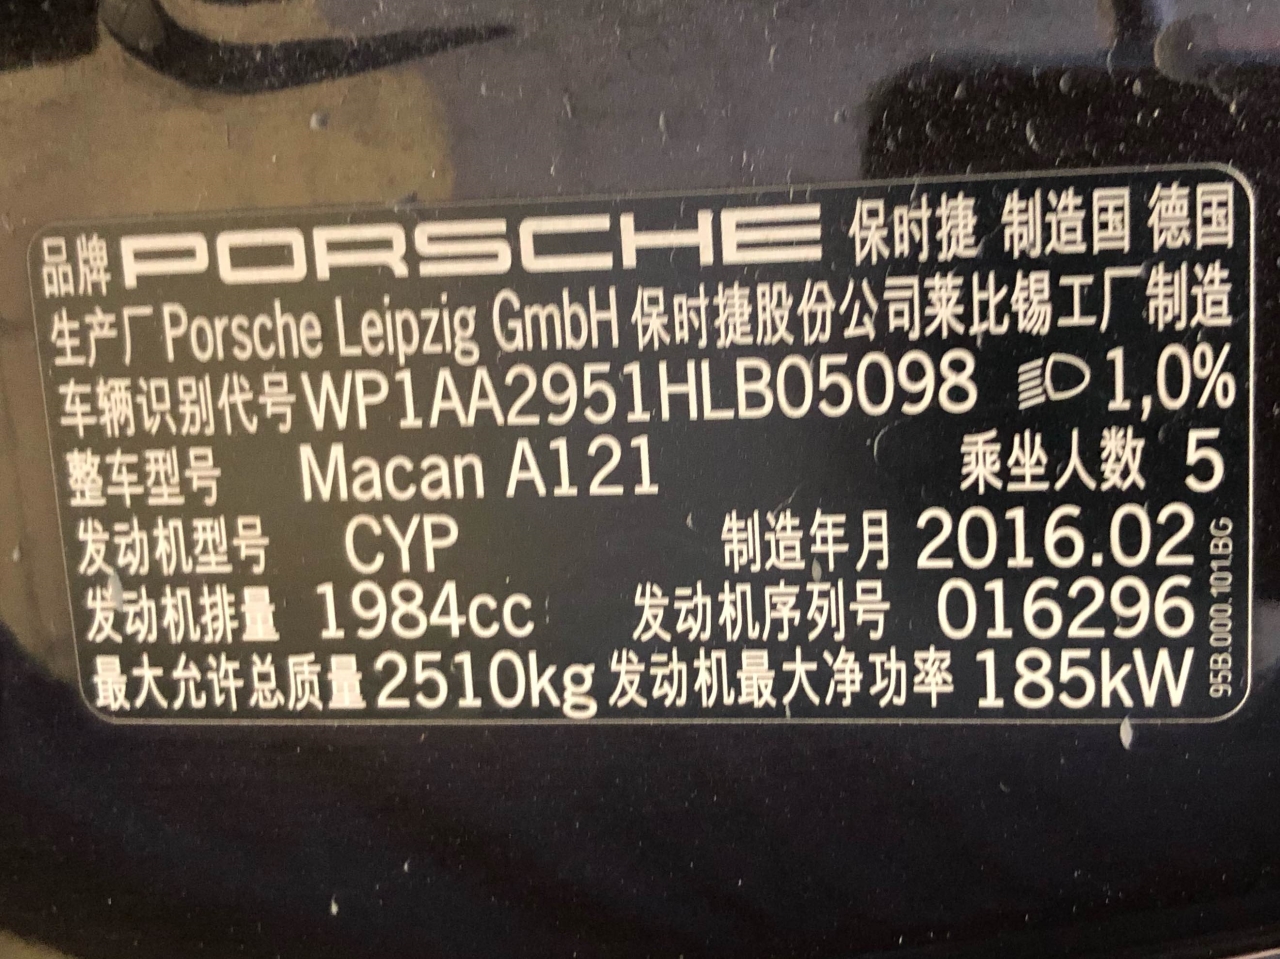 品牌 PORSCHE 保时捷 制造国 德国
生产厂 Porsche Leipzig GmbH 保时捷股份公司莱比锡工厂制造
车辆识别代号 WP1AA2951HLB05098 1,0%
整车型号 Macan A121 乘坐人数 5
发动机型号 CYP 制造年月 2016.02
发动机排量 1984cc 发动机序列号 016296
最大允许总质量 2510kg 发动机最大净功率 185kW
95B.000.101.BG